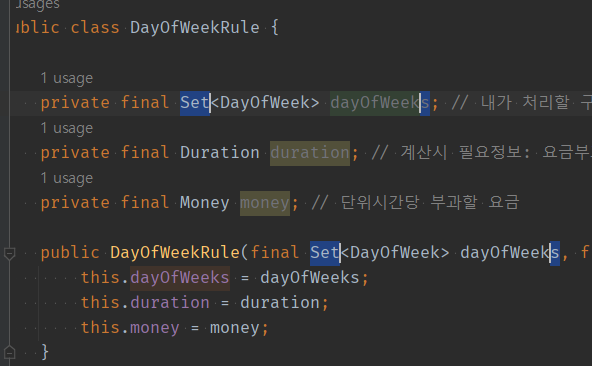 usages
ublic class DayOfWeekRule {
1 usage
private final Set<DayOfWeek> dayOfWeeks; // 내가 처리할
1 usage
private final Duration duration; // 계산시 필요정보: 요금부
1 usage
private final Money money; // 단위시간당 부과할 요금
public DayOfWeekRule(final Set<DayOfWeek> dayOfWeeks, f
this.dayOfWeeks = dayOfWeeks;
this.duration = duration;
this.money = money;
}